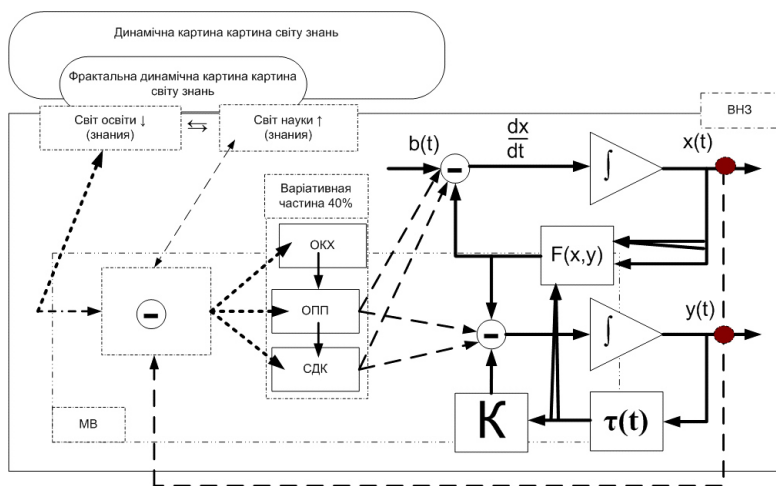 Динамічна картина картина світу знань
Фрактальна динамічна картина картина
світу знань
ВНЗ
Світ освіти ↓
(знания)
⇆
Світ науки ↑
(знания)
b(t)
dx
dt
∫
x(t)
-
Варіативная
частина 40%
ОКХ
F(x,y)
ОПП
-
-
∫
y(t)
СДК
МВ
К
τ(t)